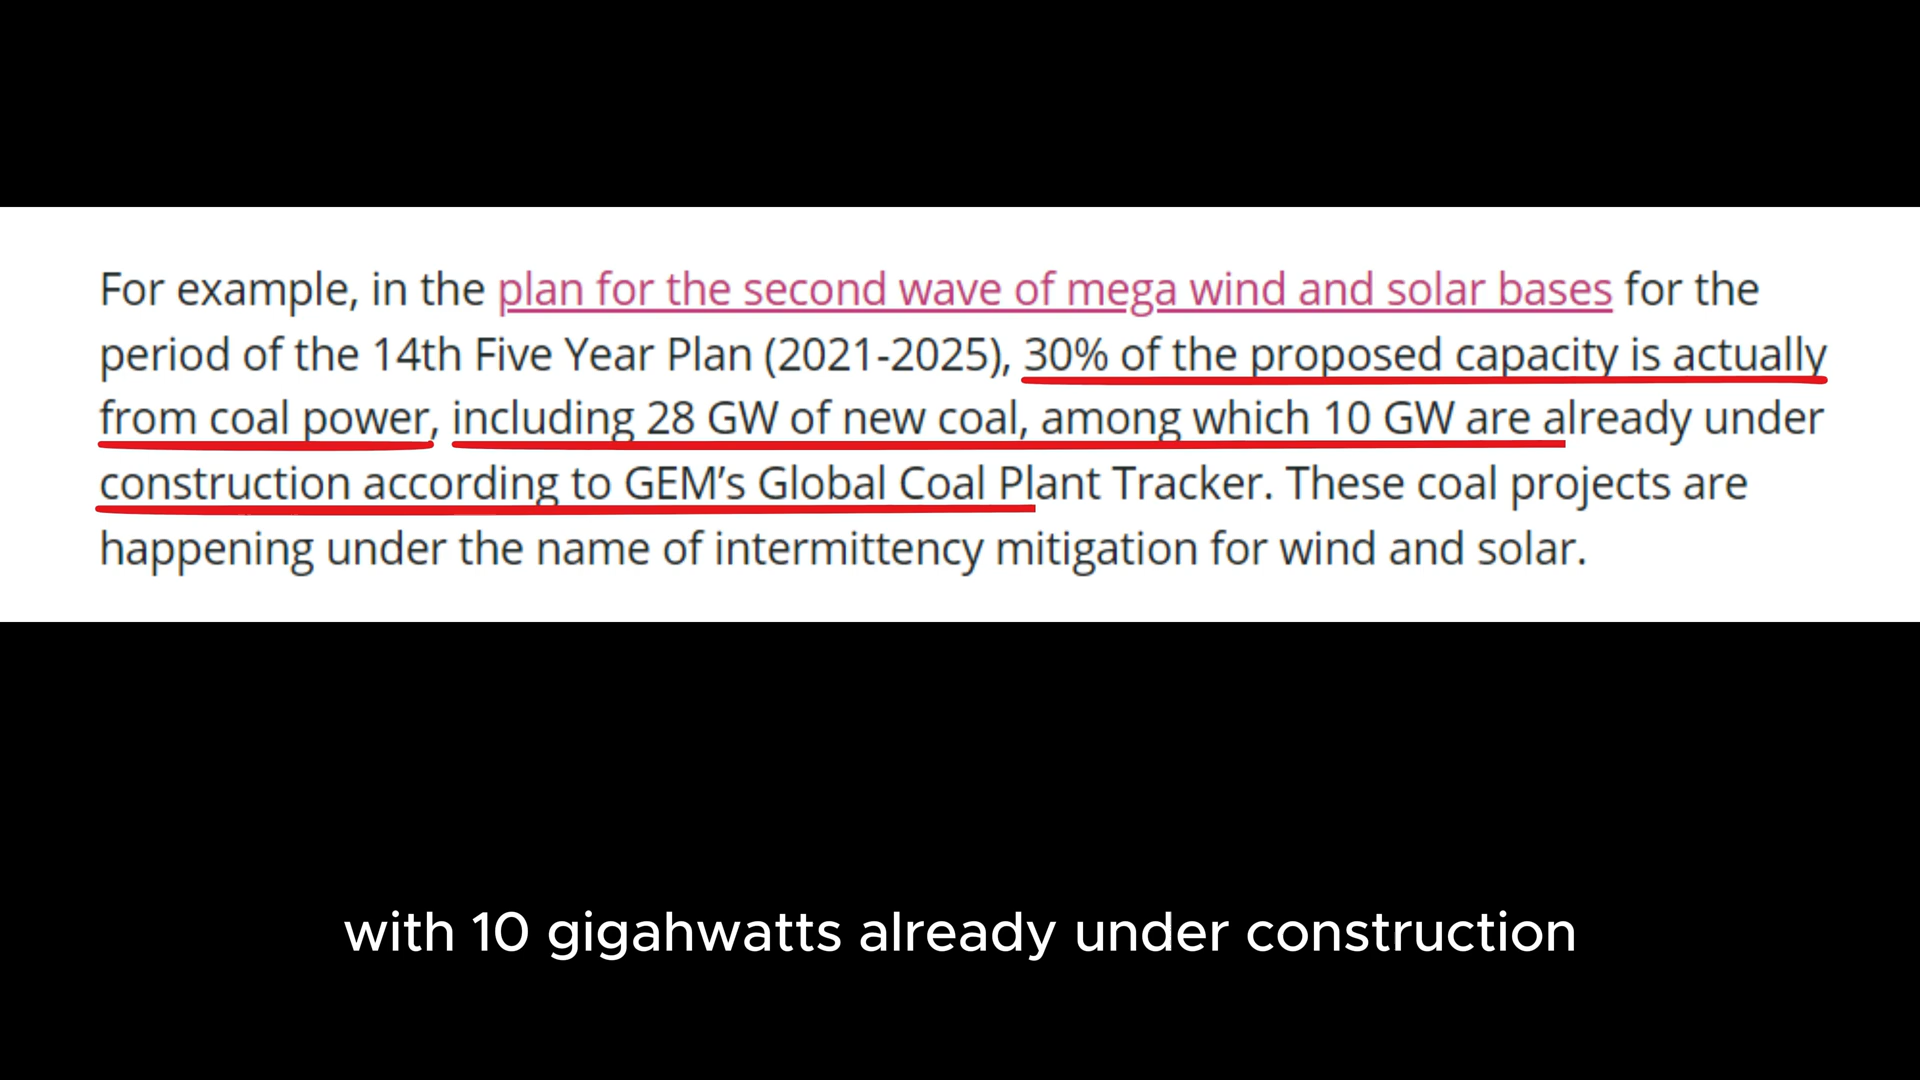 For example, in the plan for the second wave of mega wind and solar bases for the
period of the 14th Five Year Plan (2021-2025), 30% of the proposed capacity is actually
from coal power, including 28 GW of new coal, among which 10 GW are already under
construction according to GEM’s Global Coal Plant Tracker. These coal projects are
happening under the name of intermittency mitigation for wind and solar.
with 10 gigahwatts already under construction